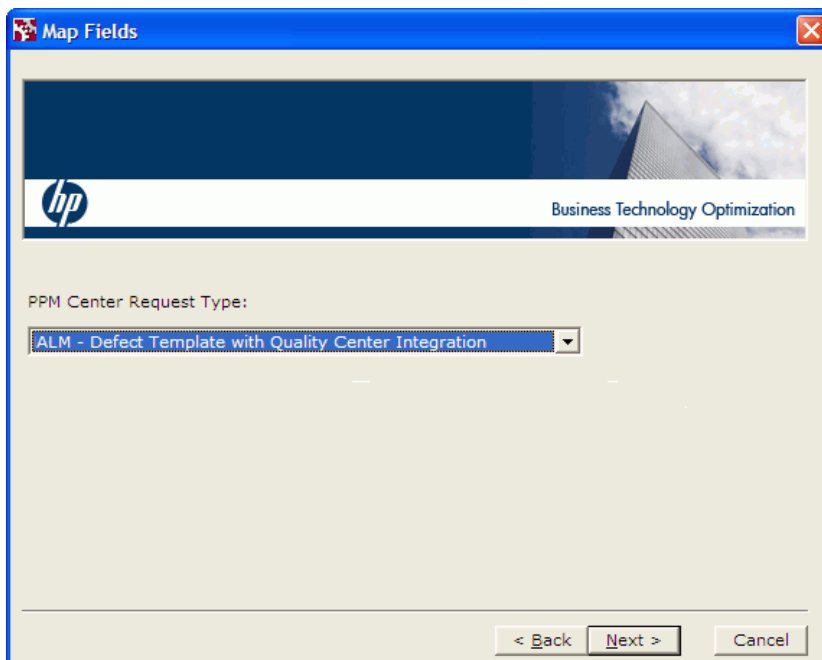 Map Fields
hp
Business Technology Optimization
PPM Center Request Type:
ALM - Defect Template with Quality Center Integration
< Back Next > Cancel